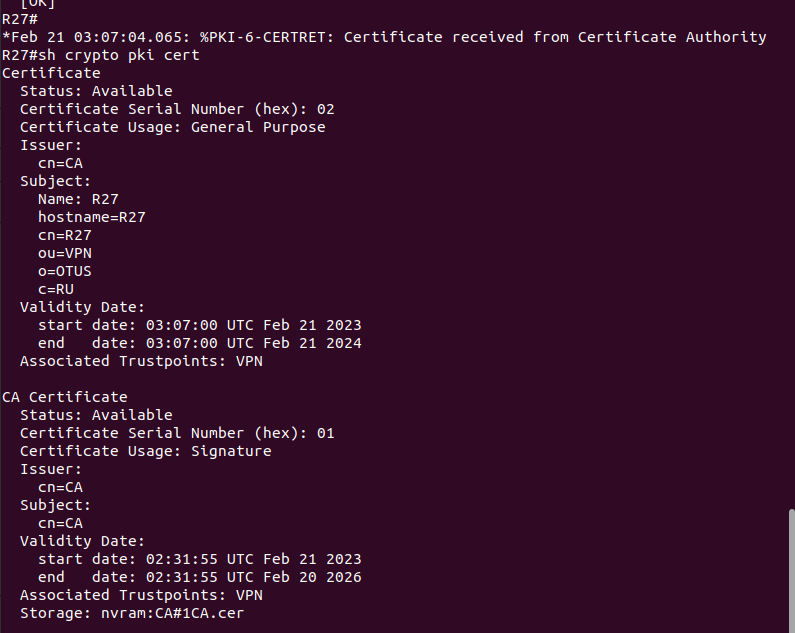 [OK]
R27#
*Feb 21 03:07:04.065: %PKI-6-CERTRET: Certificate received from Certificate Authority
R27#sh crypto pki cert
Certificate
  Status: Available
  Certificate Serial Number (hex): 02
  Certificate Usage: General Purpose
  Issuer:
    cn=CA
  Subject:
    Name: R27
    hostname=R27
    cn=R27
    ou=VPN
    o=OTUS
    c=RU
  Validity Date:
    start date: 03:07:00 UTC Feb 21 2023
    end   date: 03:07:00 UTC Feb 21 2024
  Associated Trustpoints: VPN

CA Certificate
  Status: Available
  Certificate Serial Number (hex): 01
  Certificate Usage: Signature
  Issuer:
    cn=CA
  Subject:
    cn=CA
  Validity Date:
    start date: 02:31:55 UTC Feb 21 2023
    end   date: 02:31:55 UTC Feb 20 2026
  Associated Trustpoints: VPN
  Storage: nvram:CA#1CA.cer